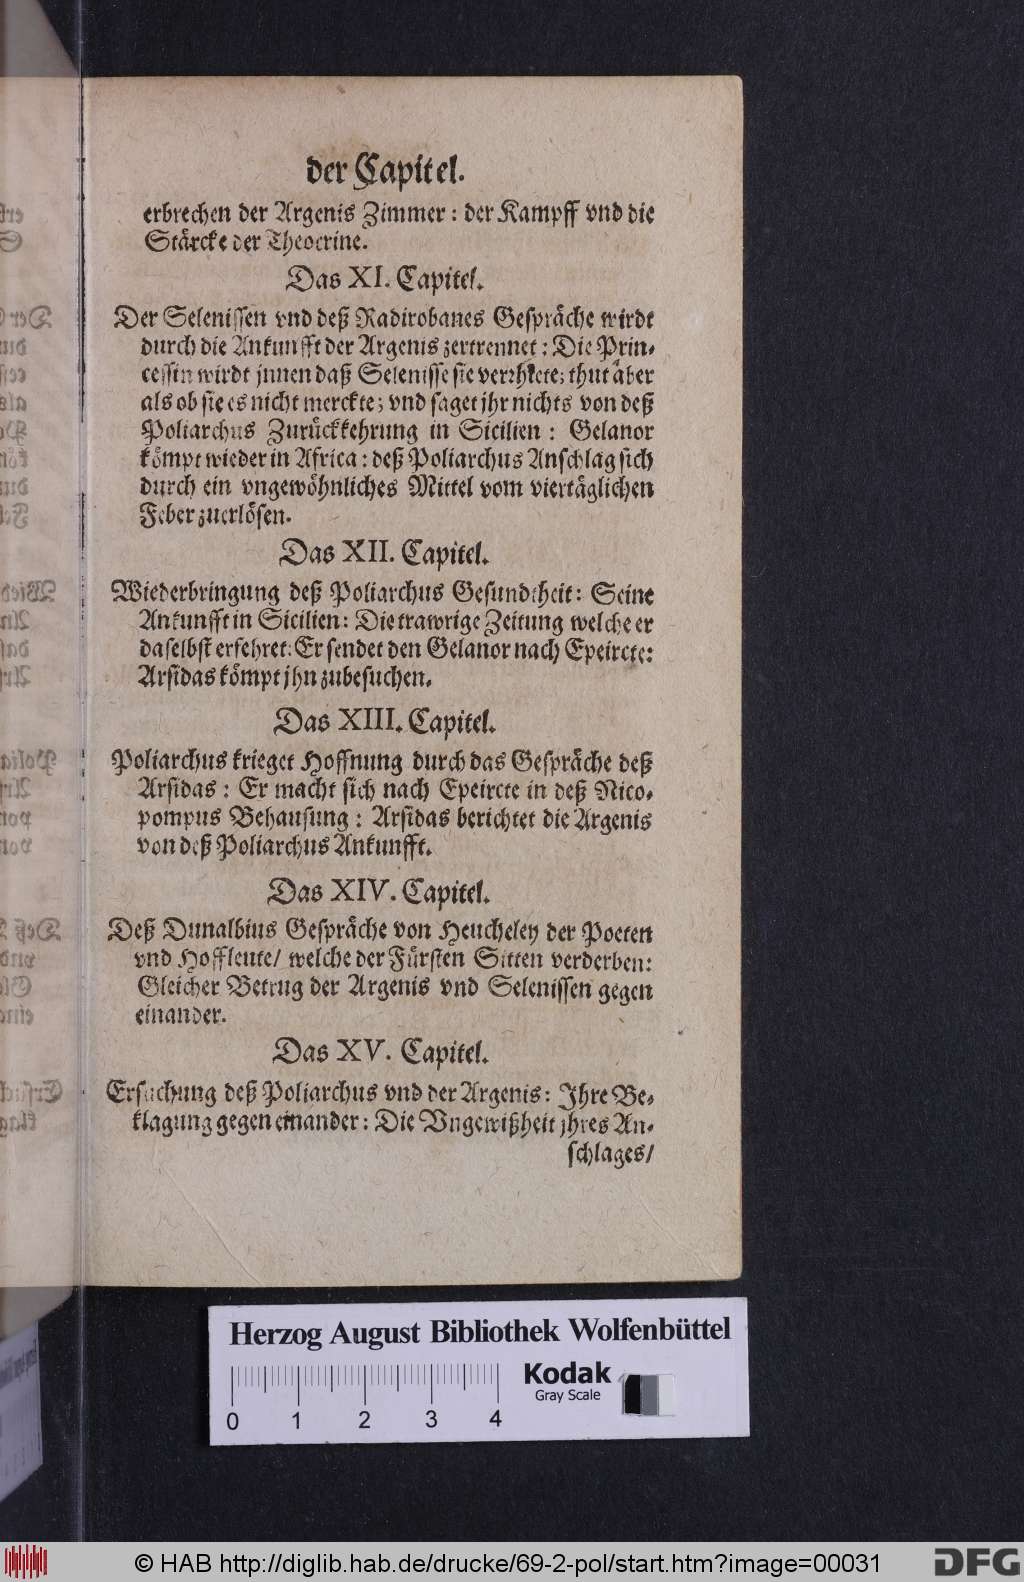 der Capitel.
erbrechen der Argenis Zimmer: der Kampff vnd die
Stärcke der Theocrine.
Das XI. Capitel.
Der Selenissen vnd deß Radirobanes Gespräche wirdt
durch die Ankunfft der Argenis zertrennet: Die Prin-
cessin wirdt jnnen daß Selenisse sie verrhtete; thut aber
als ob sie es nicht merckte; vnd saget jhr nichts von deß
Poliarchus Zurückkehrung in Sicilien: Gelanor
kömpt wieder in Africa: deß Poliarchus Anschlag sich
durch ein vngewöhnliches Mittel vom viertäglichen
Feber zuerlösen.
Das XII. Capitel.
Wiederbringung deß Poliarchus Gesundtheit: Seine
Ankunfft in Sicilien: Die trawrige Zeitung welche er
daselbst erfehret: Er sendet den Gelanor nach Epeircte:
Arsidas kömpt jhn zubesuchen.
Das XIII. Capitel.
Poliarchus krieget Hoffnung durch das Gespräche deß
Arsidas: Er macht sich nach Epeircte in deß Nico-
pompus Behausung: Arsidas berichtet die Argenis
von deß Poliarchus Ankunfft.
Das XIV. Capitel.
Deß Dunalbius Gespräche von Heucheley der Poeten
vnd Hoffleute/ welche der Fürsten Sitten verderben:
Gleicher Betrug der Argenis vnd Selenissen gegen
einander.
Das XV. Capitel.
Ersuchung deß Poliarchus vnd der Argenis: Jhre Be-
klagung gegen einander: Die Vngewißheit jhres An-
schlages/
Herzog August Bibliothek Wolfenbüttel
Kodak
Gray Scale
0 1 2 3 4
© HAB http://diglib.hab.de/drucke/69-2-pol/start.htm?image=00031
DFG